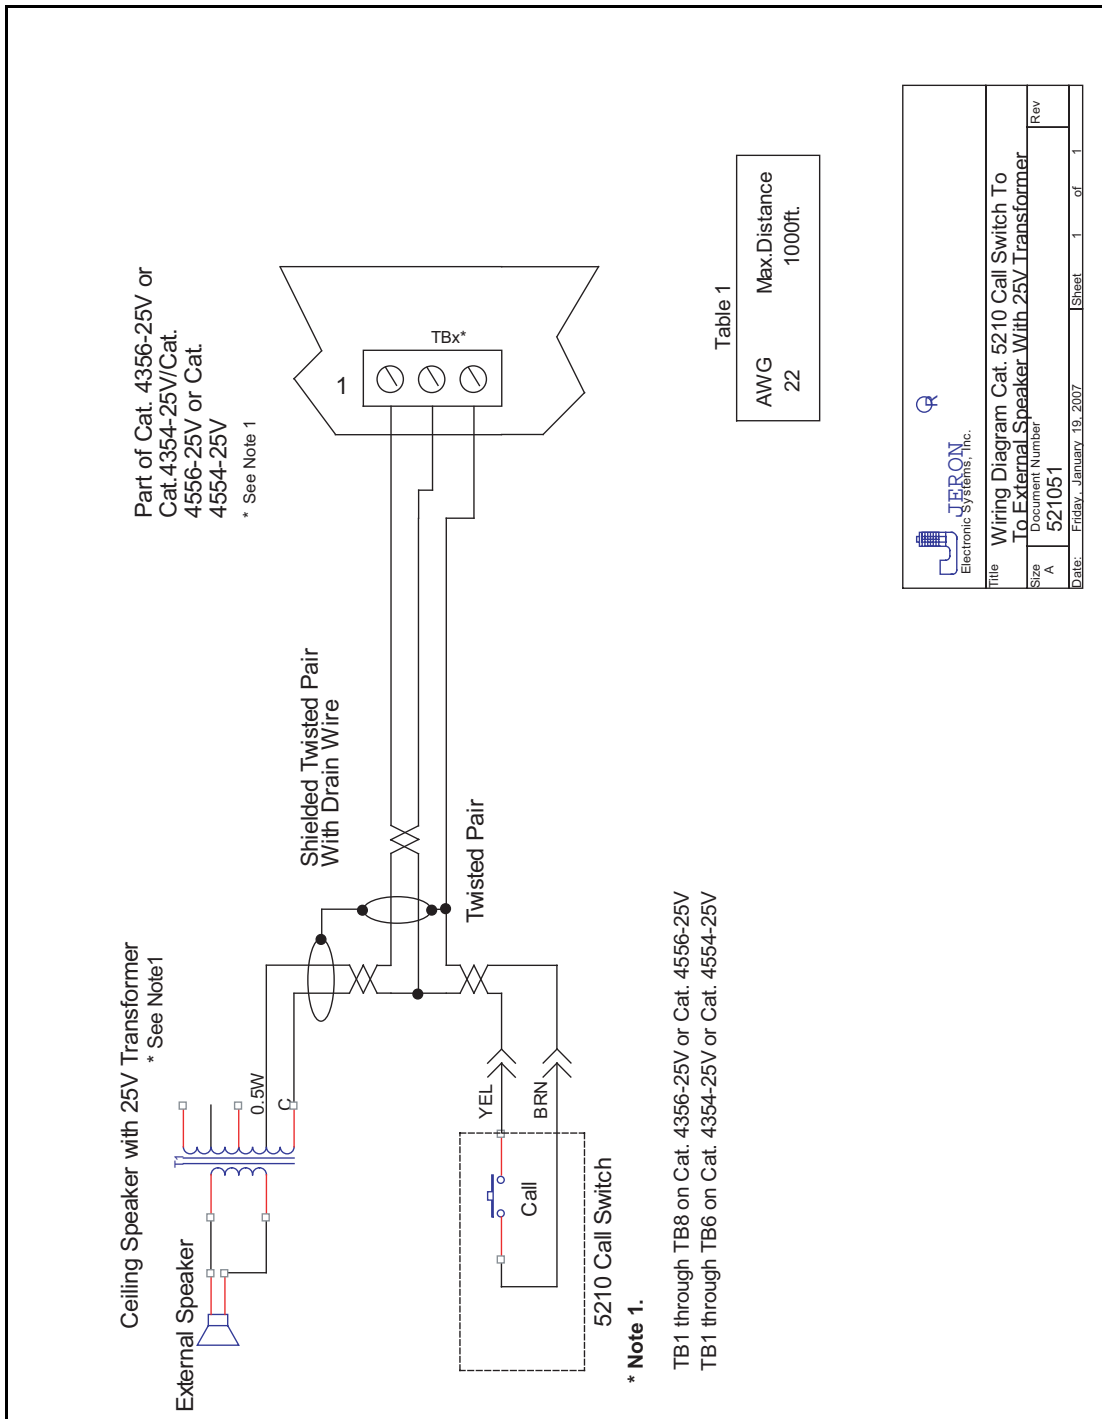 Ceiling Speaker with 25V Transformer
* See Note1
External Speaker
T1
0.5W
C
Shielded Twisted Pair
With Drain Wire
Twisted Pair
Part of Cat. 4356-25V or
Cat.4354-25V/Cat.
4556-25V or Cat.
4554-25V
* See Note 1
1
TBx*
YEL
BRN
Call
5210 Call Switch
* Note 1.
TB1 through TB8 on Cat. 4356-25V or Cat. 4556-25V
TB1 through TB6 on Cat. 4354-25V or Cat. 4554-25V
Table 1
AWG Max.Distance
22 1000ft.
JERON
Electronic Systems, Inc.
R
Title
Wiring Diagram Cat. 5210 Call Switch To
To External Speaker With 25V Transformer
Size Document Number Rev
A 521051
Date: Friday, January 19, 2007 Sheet 1 of 1